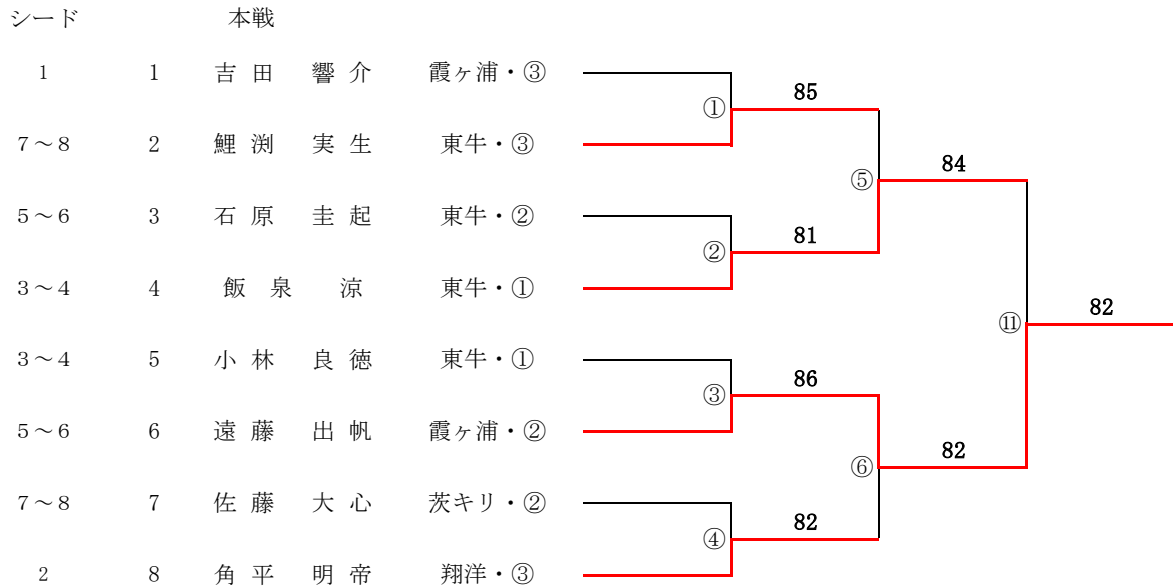 シード 本戦
1 1 吉田 響介 霞ヶ浦・③
85
①
7～8 2 鯉渕 実生 東牛・③
84
⑤
5～6 3 石原 圭起 東牛・②
81
②
3～4 4 飯泉 涼 東牛・①
82
⑪
3～4 5 小林 良徳 東牛・①
86
③
5～6 6 遠藤 出帆 霞ヶ浦・②
82
⑥
7～8 7 佐藤 大心 茨キリ・②
82
④
2 8 角平 明帝 翔洋・③